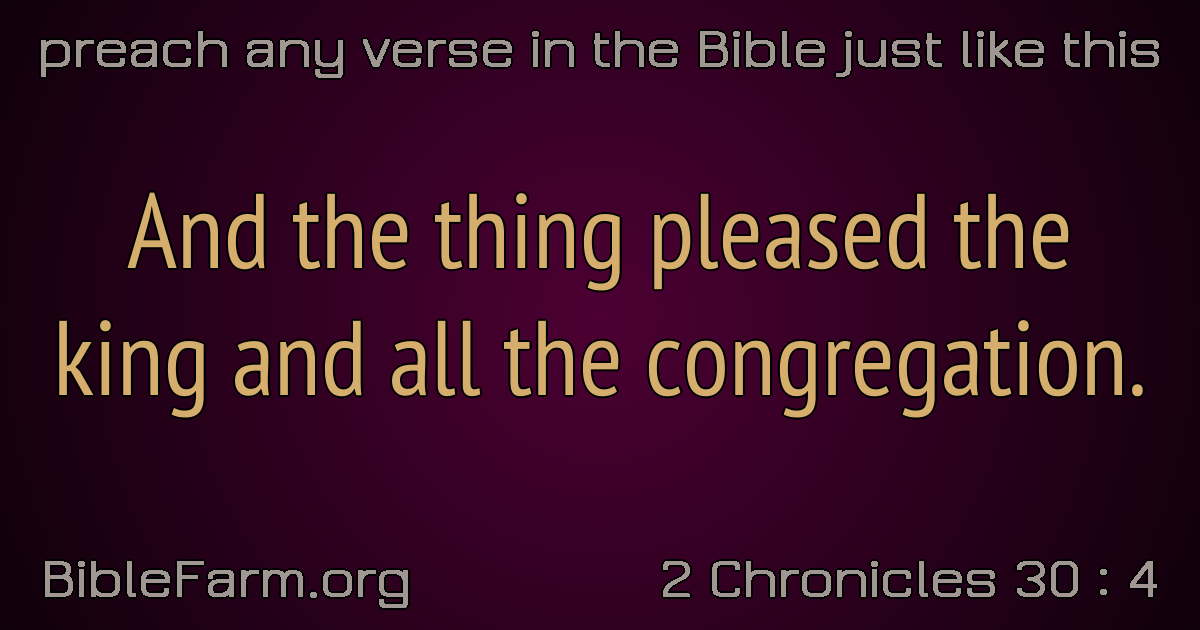 preach any verse in the Bible just like this
And the thing pleased the
king and all the congregation.
BibleFarm.org
2 Chronicles 30 : 4